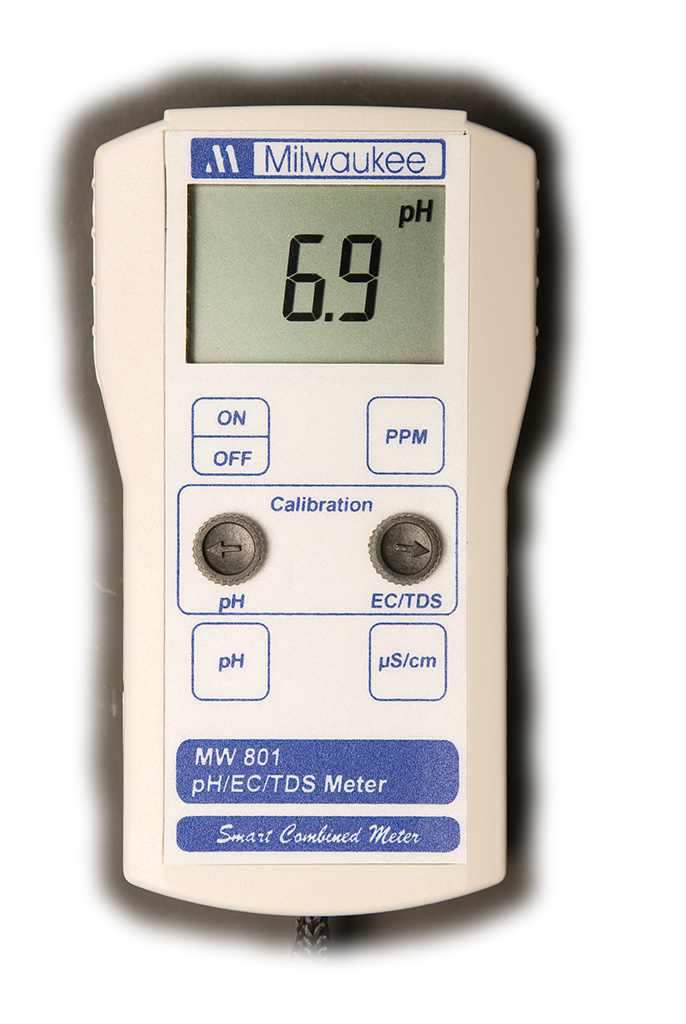 Milwaukee
pH
6.9
ON
PPM
OFF
Calibration
pH EC/TDS
pH µS/cm
MW 801
pH/EC/TDS Meter
Smart Combined Meter